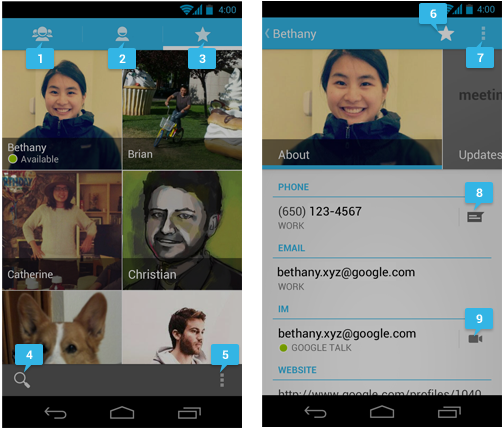 4:00
1
2
3
Bethany
Available
Brian
Catherine
Christian
4
5
4:00
6
Bethany
7
About
meetin
Updates
PHONE
(650) 123-4567
WORK
8
EMAIL
bethany.xyz@google.com
WORK
IM
bethany.xyz@google.com
GOOGLE TALK
9
WEBSITE
http://www.google.com/profiles/1040